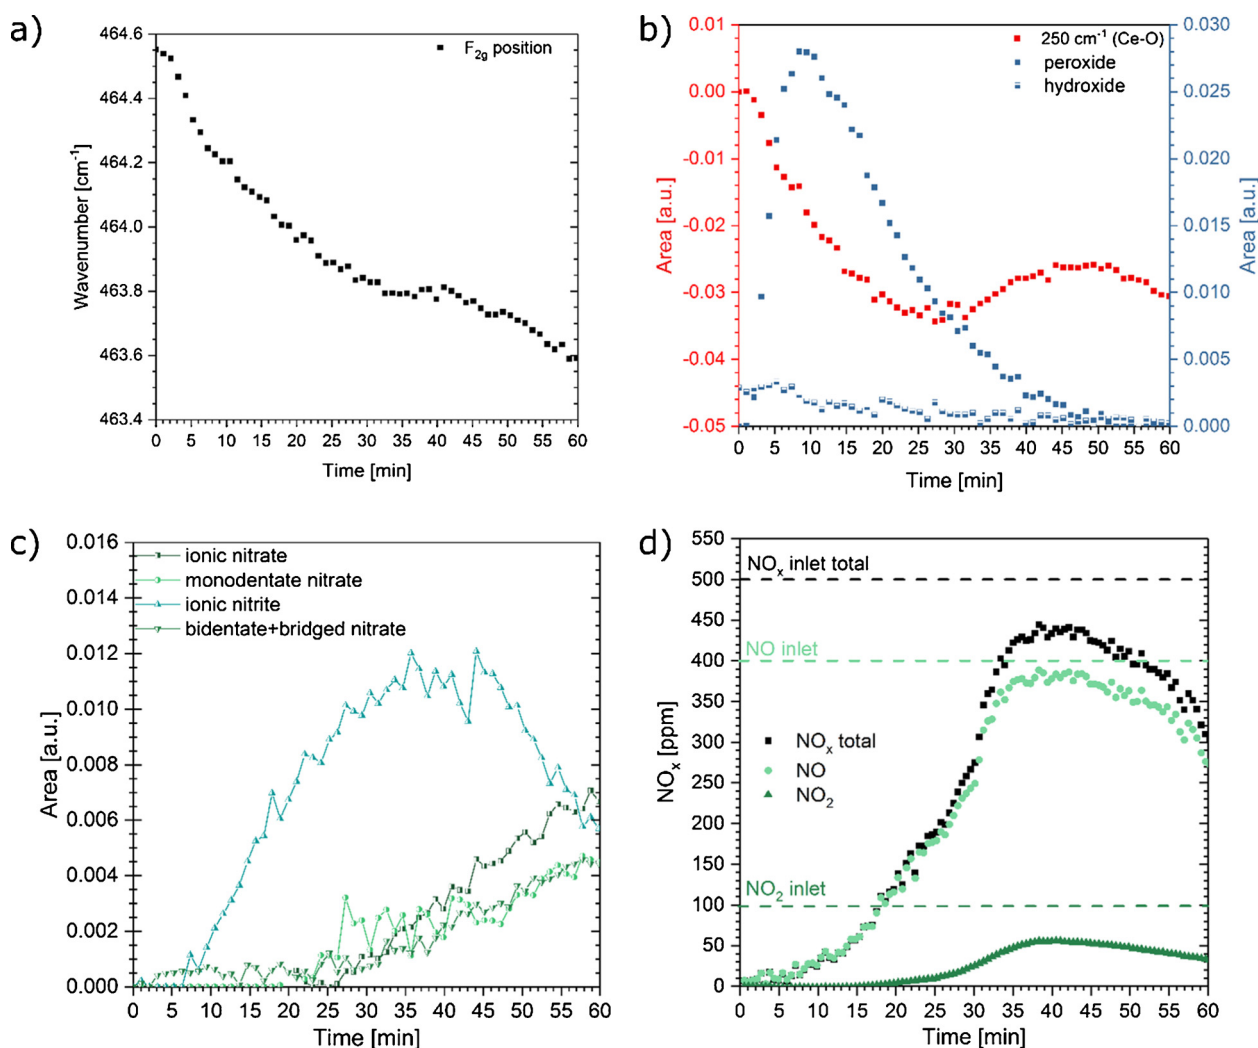 a)
464.6
464.4
464.2
464.0
463.8
463.6
463.4
Wavenumber [cm⁻¹]
F₂g position
0 5 10 15 20 25 30 35 40 45 50 55 60
Time [min]
b)
0.01
0.00
-0.01
-0.02
-0.03
-0.04
-0.05
Area [a.u.]
250 cm⁻¹ (Ce-O)
peroxide
hydroxide
0.030
0.025
0.020
0.015
0.010
0.005
0.000
Area [a.u.]
0 5 10 15 20 25 30 35 40 45 50 55 60
Time [min]
c)
0.016
0.014
0.012
0.010
0.008
0.006
0.004
0.002
0.000
Area [a.u.]
ionic nitrate
monodentate nitrate
ionic nitrite
bidentate+bridged nitrate
0 5 10 15 20 25 30 35 40 45 50 55 60
Time [min]
d)
550
500
450
400
350
300
250
200
150
100
50
0
NOₓ [ppm]
NOₓ inlet total
NO inlet
NOₓ total
NO
NO₂
NO₂ inlet
0 5 10 15 20 25 30 35 40 45 50 55 60
Time [min]